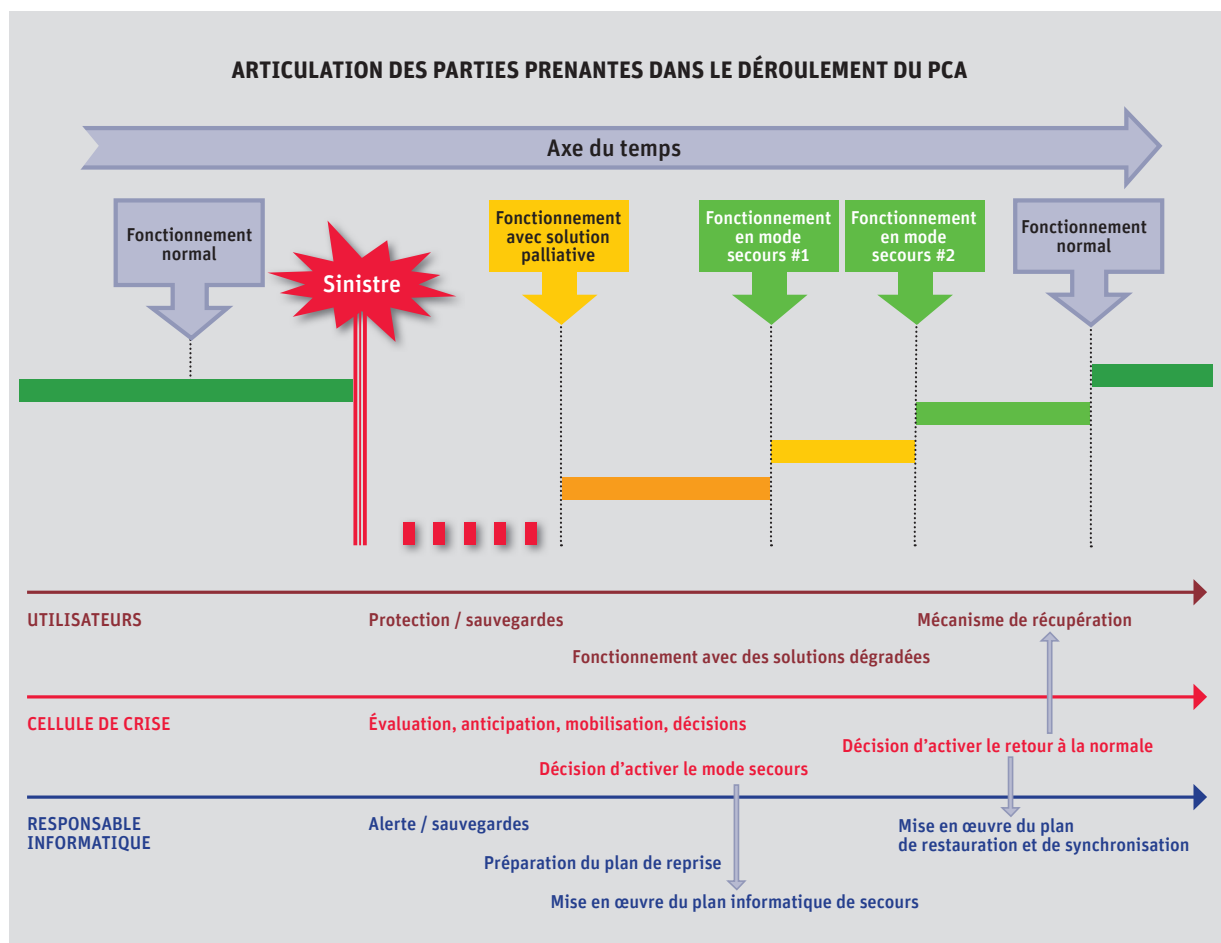 ARTICULATION DES PARTIES PRENANTES DANS LE DÉROULEMENT DU PCA
Axe du temps
Fonctionnement
normal
Sinistre
Fonctionnement
avec solution
palliative
Fonctionnement
en mode
secours #1
Fonctionnement
en mode
secours #2
Fonctionnement
normal
UTILISATEURS
Protection / sauvegardes
Mécanisme de récupération
Fonctionnement avec des solutions dégradées
CELLULE DE CRISE
Évaluation, anticipation, mobilisation, décisions
Décision d'activer le retour à la normale
Décision d'activer le mode secours
RESPONSABLE
INFORMATIQUE
Alerte / sauvegardes
Mise en œuvre du plan
de restauration et de synchronisation
Préparation du plan de reprise
Mise en œuvre du plan informatique de secours